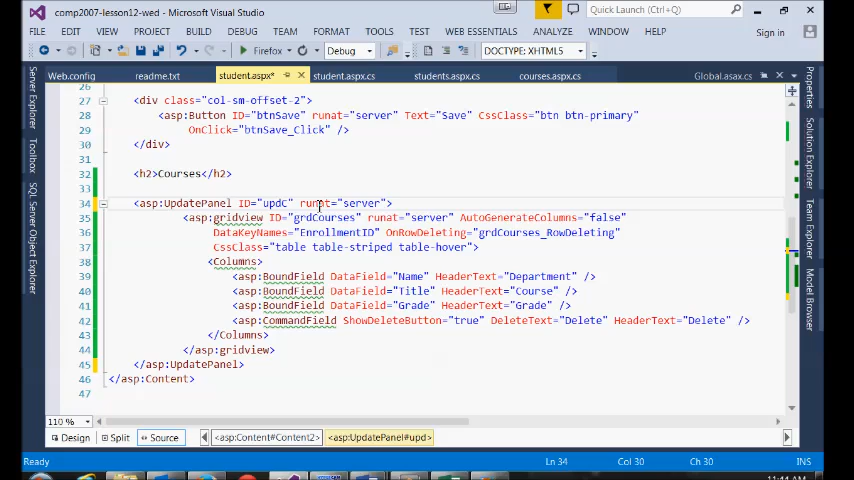 comp2007-lesson12-wed - Microsoft Visual Studio
Quick Launch (Ctrl+Q)
FILE EDIT VIEW PROJECT BUILD DEBUG TEAM FORMAT TOOLS TEST WEB ESSENTIALS ANALYZE WINDOW HELP Sign in
Firefox Debug DOCTYPE: XHTML5
Web.config readme.txt student.aspx* student.aspx.cs students.aspx.cs courses.aspx.cs Global.asax.cs
Server Explorer
Toolbox
SQL Server Object Explorer
Properties
Solution Explorer
Team Explorer
Model Browser
26
27 <div class="col-sm-offset-2">
28 <asp:Button ID="btnSave" runat="server" Text="Save" CssClass="btn btn-primary"
29 OnClick="btnSave_Click" />
30 </div>
31
32 <h2>Courses</h2>
33
34 <asp:UpdatePanel ID="updC" runat="server">
35 <asp:gridview ID="grdCourses" runat="server" AutoGenerateColumns="false"
36 DataKeyNames="EnrollmentID" OnRowDeleting="grdCourses_RowDeleting"
37 CssClass="table table-striped table-hover">
38 <Columns>
39 <asp:BoundField DataField="Name" HeaderText="Department" />
40 <asp:BoundField DataField="Title" HeaderText="Course" />
41 <asp:BoundField DataField="Grade" HeaderText="Grade" />
42 <asp:CommandField ShowDeleteButton="true" DeleteText="Delete" HeaderText="Delete" />
43 </Columns>
44 </asp:gridview>
45 </asp:UpdatePanel>
46 </asp:Content>
47
110 %
Design Split Source <asp:Content#Content2> <asp:UpdatePanel#upd>
Ready Ln 34 Col 30 Ch 30 INS
11:44 AM